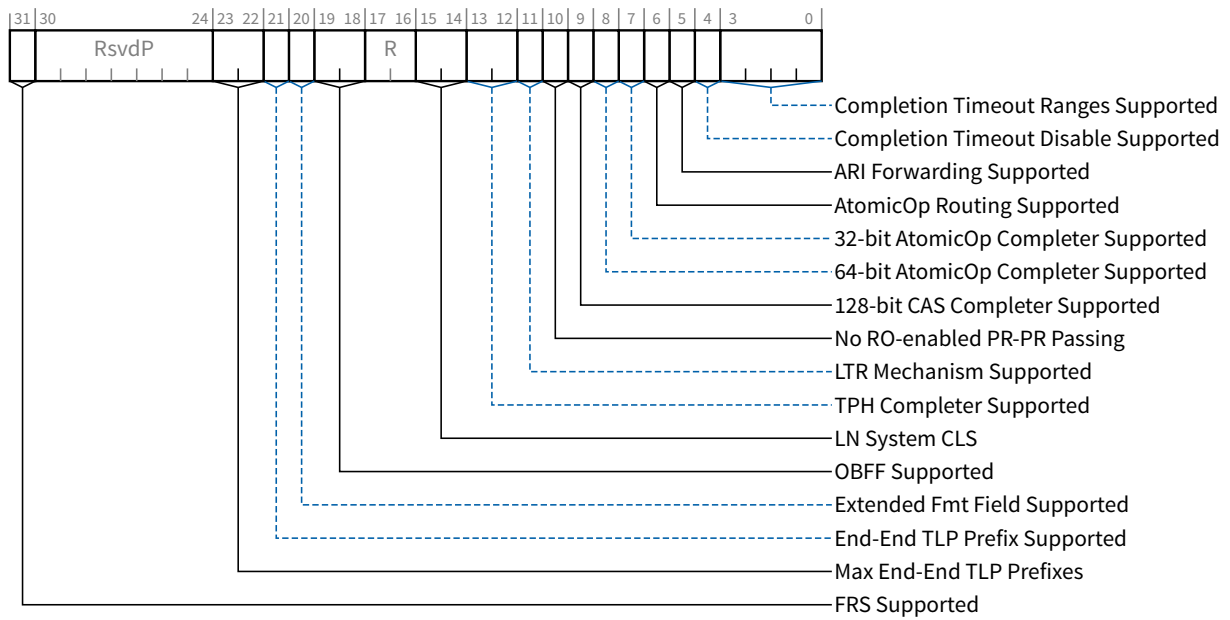 31 30 24 23 22 21 20 19 18 17 16 15 14 13 12 11 10 9 8 7 6 5 4 3 0
RsvdP R
Completion Timeout Ranges Supported
Completion Timeout Disable Supported
ARI Forwarding Supported
AtomicOp Routing Supported
32-bit AtomicOp Completer Supported
64-bit AtomicOp Completer Supported
128-bit CAS Completer Supported
No RO-enabled PR-PR Passing
LTR Mechanism Supported
TPH Completer Supported
LN System CLS
OBFF Supported
Extended Fmt Field Supported
End-End TLP Prefix Supported
Max End-End TLP Prefixes
FRS Supported